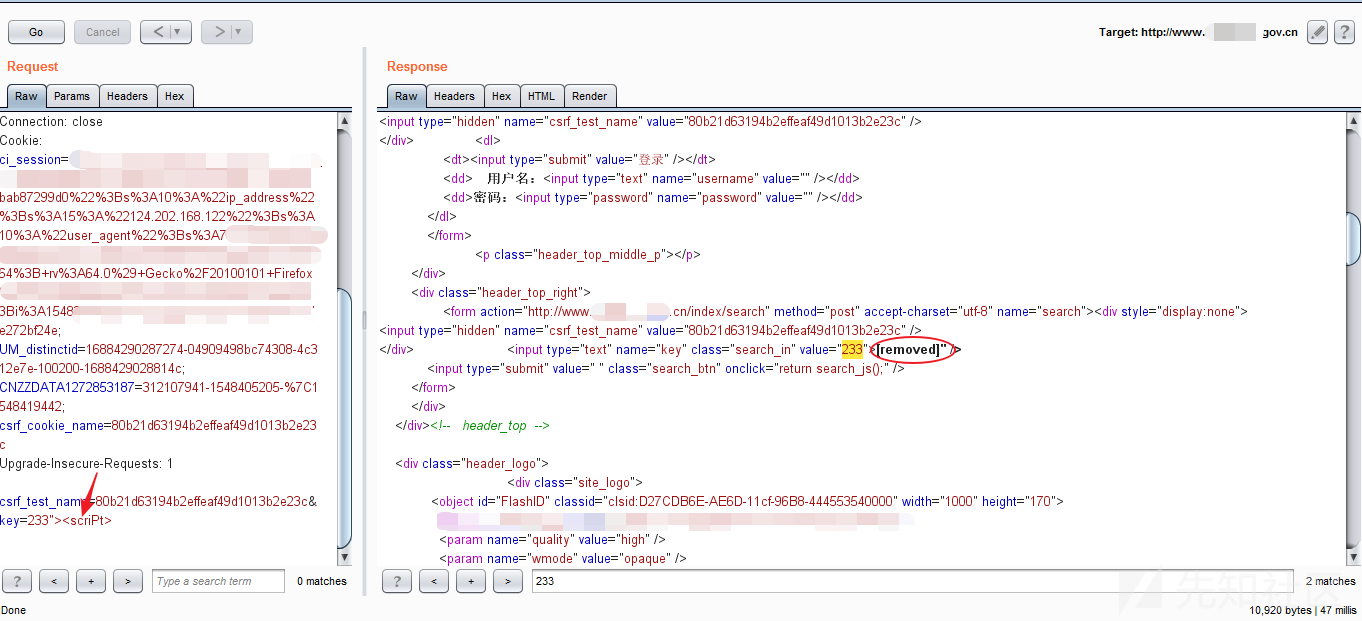 Go
Cancel
<
>
Target: http://www. gov.cn
?
Request
Response
Raw Params Headers Hex
Raw Headers Hex HTML Render
Connection: close
Cookie:
ci_session=
bab87299d0%22%3Bs%3A10%3A%22ip_address%22
%3Bs%3A15%3A%22124.202.168.122%22%3Bs%3A
10%3A%22user_agent%22%3Bs%3A7
64%3B+rv%3A64.0%29+Gecko%2F20100101+Firefox
3Bi%3A1548
e272bf24e;
UM_distinctid=16884290287274-04909498bc74308-4c3
12e7e-100200-1688429028814c;
CNZZDATA1272853187=312107941-1548405205-%7C1
548419442;
csrf_cookie_name=80b21d63194b2effeaf49d1013b2e23
c
Upgrade-Insecure-Requests: 1
csrf_test_name=80b21d63194b2effeaf49d1013b2e23c&
key=233"><scriPt>
<input type="hidden" name="csrf_test_name" value="80b21d63194b2effeaf49d1013b2e23c" />
</div> <dl>
<dt><input type="submit" value="登录" /></dt>
<dd> 用户名：<input type="text" name="username" value="" /></dd>
<dd>密码：<input type="password" name="password" value="" /></dd>
</dl>
</form>
<p class="header_top_middle_p"></p>
</div>
<div class="header_top_right">
<form action="http://www. .cn/index/search" method="post" accept-charset="utf-8" name="search"><div style="display:none">
<input type="hidden" name="csrf_test_name" value="80b21d63194b2effeaf49d1013b2e23c" />
</div> <input type="text" name="key" class="search_in" value="233">[removed]" />
<input type="submit" value=" " class="search_btn" onclick="return search_js();" />
</form>
</div>
</div><!-- header_top -->
<div class="header_logo">
<div class="site_logo">
<object id="FlashID" classid="clsid:D27CDB6E-AE6D-11cf-96B8-444553540000" width="1000" height="170">
<param name="quality" value="high" />
<param name="wmode" value="opaque" />
? < + > Type a search term 0 matches
? < + > 233 2 matches
先知社区
Done
10,920 bytes | 47 millis